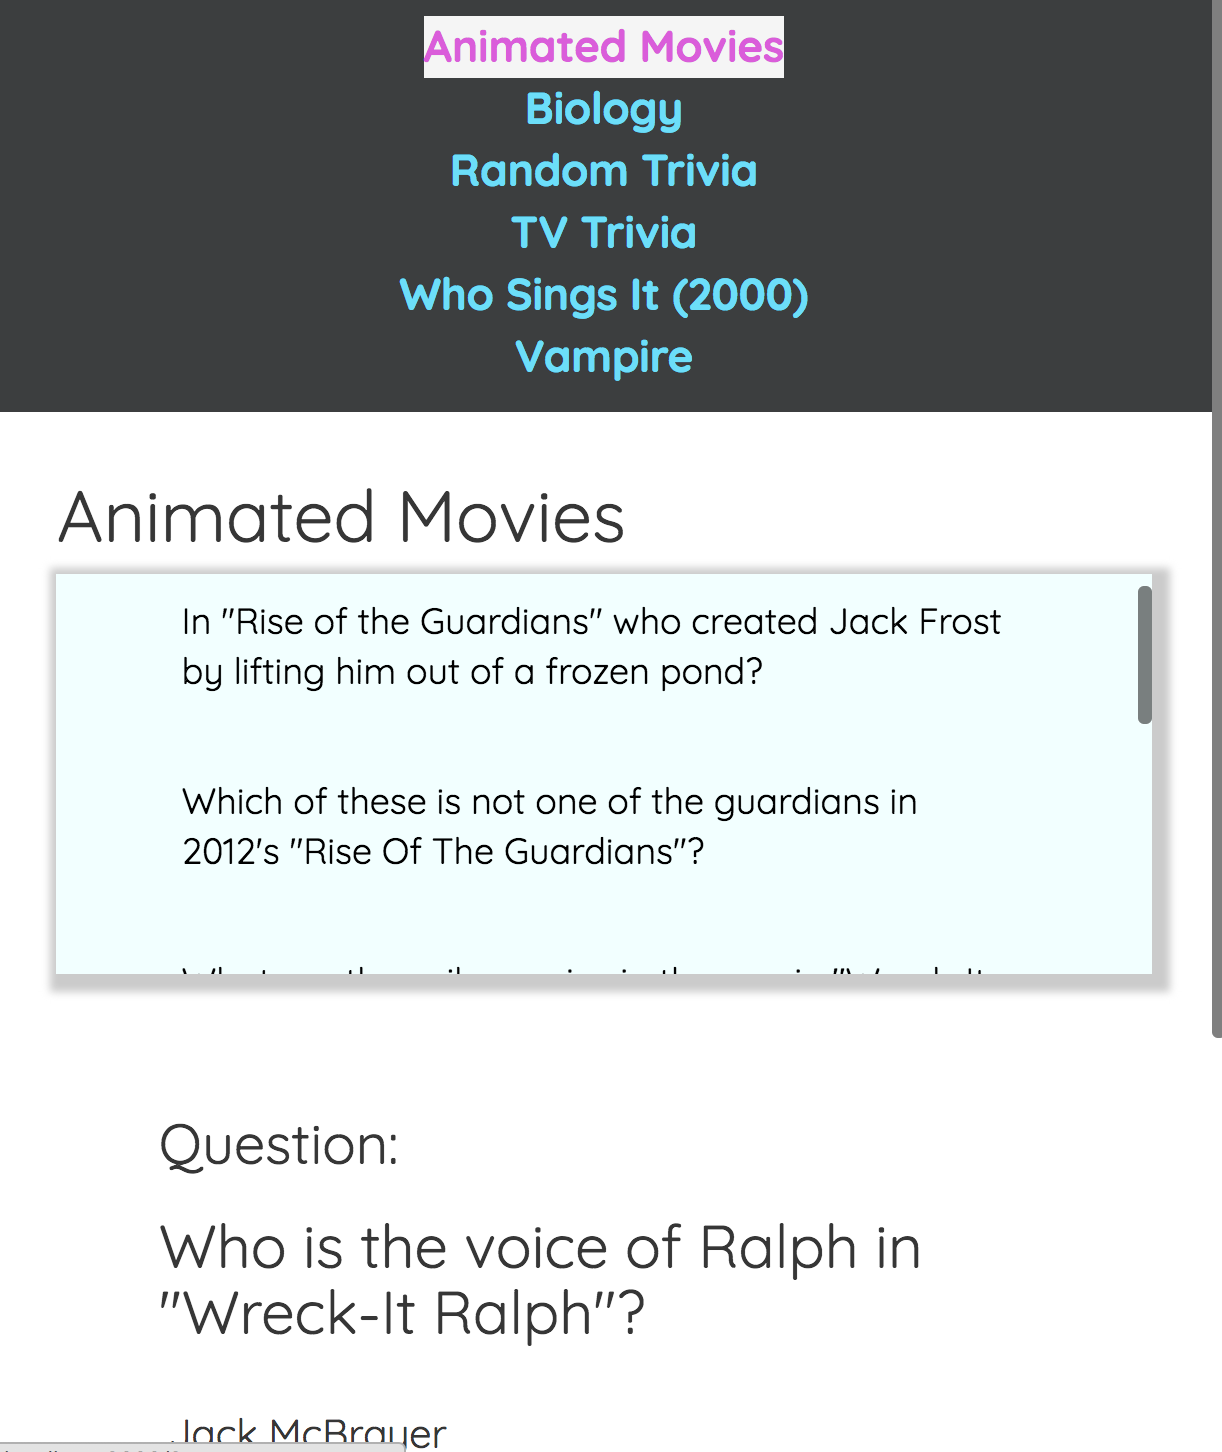 Animated Movies
Biology
Random Trivia
TV Trivia
Who Sings It (2000)
Vampire
Animated Movies
In "Rise of the Guardians" who created Jack Frost
by lifting him out of a frozen pond?
Which of these is not one of the guardians in
2012's "Rise Of The Guardians"?
Question:
Who is the voice of Ralph in
"Wreck-It Ralph"?
Jack McBrayer